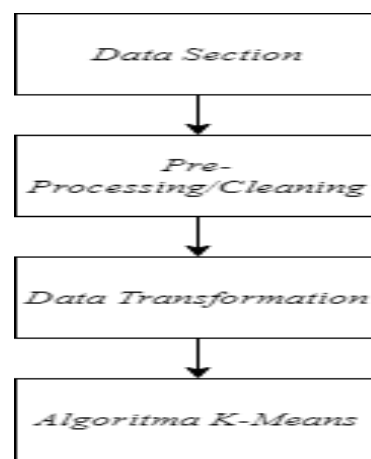 Data Section
Pre-
Processing/Cleaning
Data Transformation
Algoritma K-Means